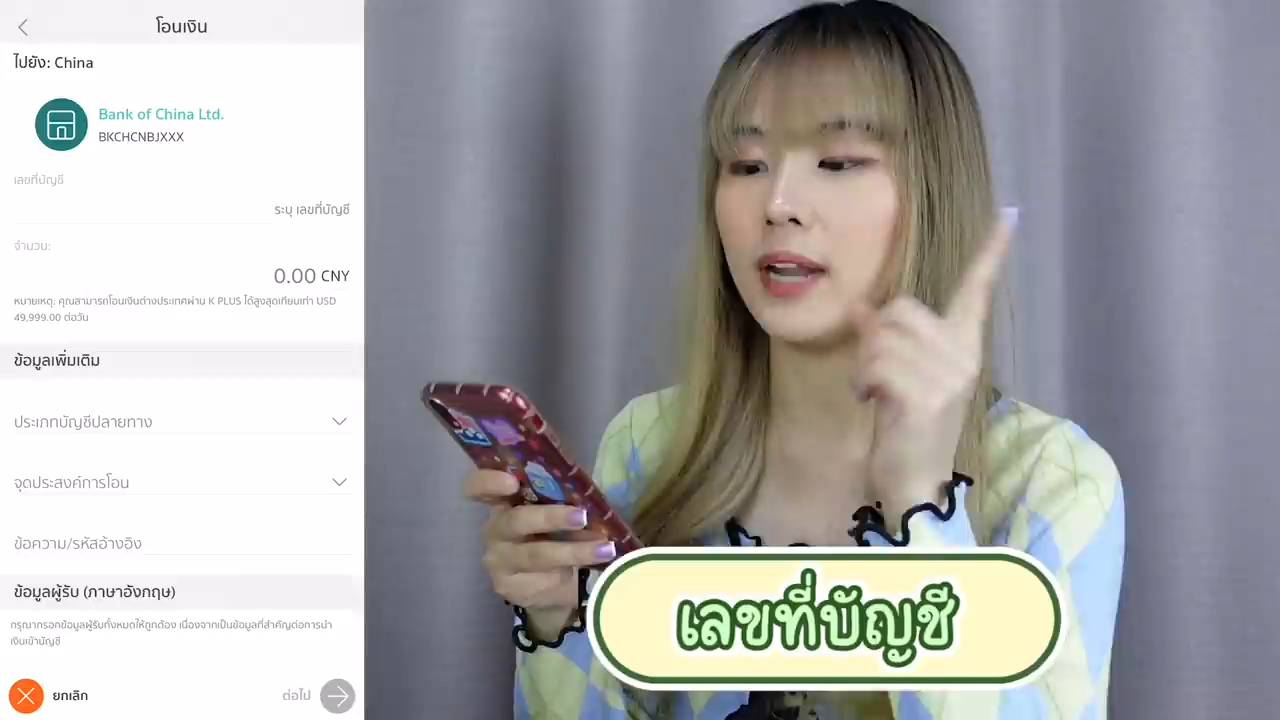 โอนเงิน
ไปยัง: China
Bank of China Ltd.
BKCHCNBJXXX
เลขที่บัญชี
ระบุ เลขที่บัญชี
จำนวน:
0.00 CNY
หมายเหตุ: คุณสามารถโอนเงินต่างประเทศผ่าน K PLUS ได้สูงสุดเทียบเท่า USD
49,999.00 ต่อวัน
ข้อมูลเพิ่มเติม
ประเภทบัญชีปลายทาง
จุดประสงค์การโอน
ข้อความ/รหัสอ้างอิง
ข้อมูลผู้รับ (ภาษาอังกฤษ)
กรุณากรอกข้อมูลผู้รับทั้งหมดให้ถูกต้อง เนื่องจากเป็นข้อมูลที่สำคัญต่อการนำ
เงินเข้าบัญชี
ยกเลิก
ต่อไป
เลขที่บัญชี